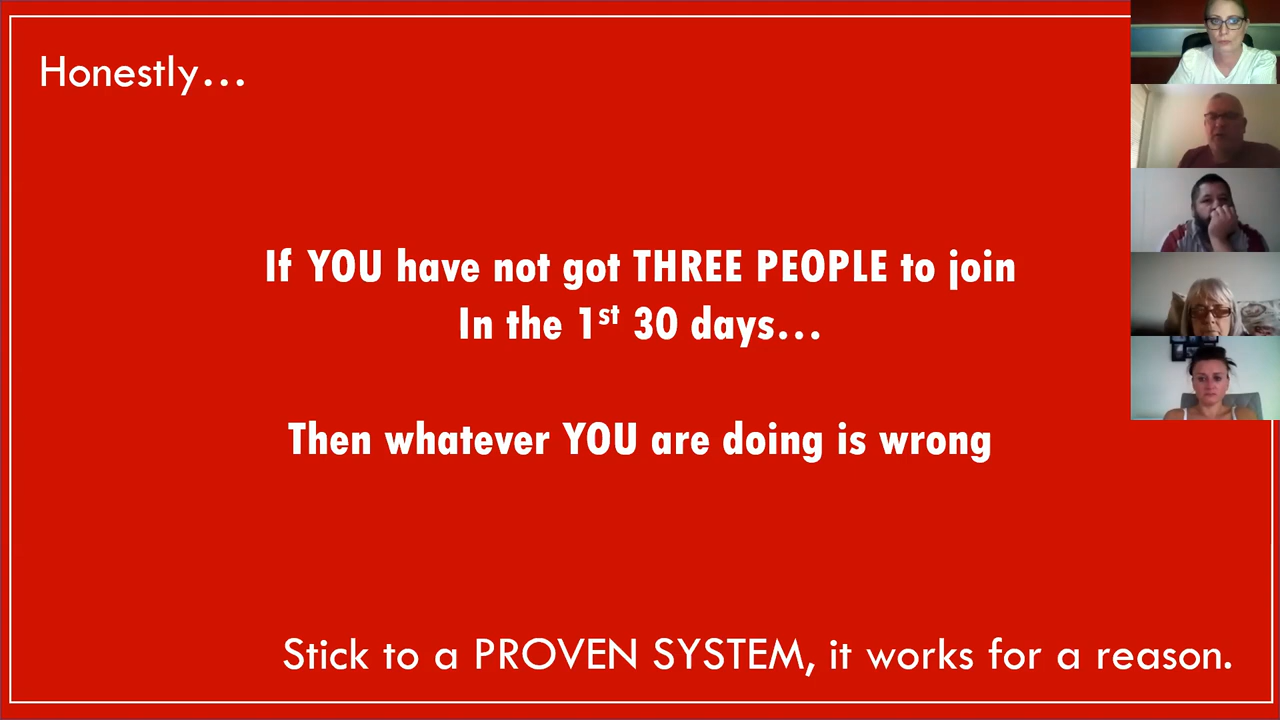 Honestly…
If YOU have not got THREE PEOPLE to join
In the 1st 30 days…
Then whatever YOU are doing is wrong
Stick to a PROVEN SYSTEM, it works for a reason.